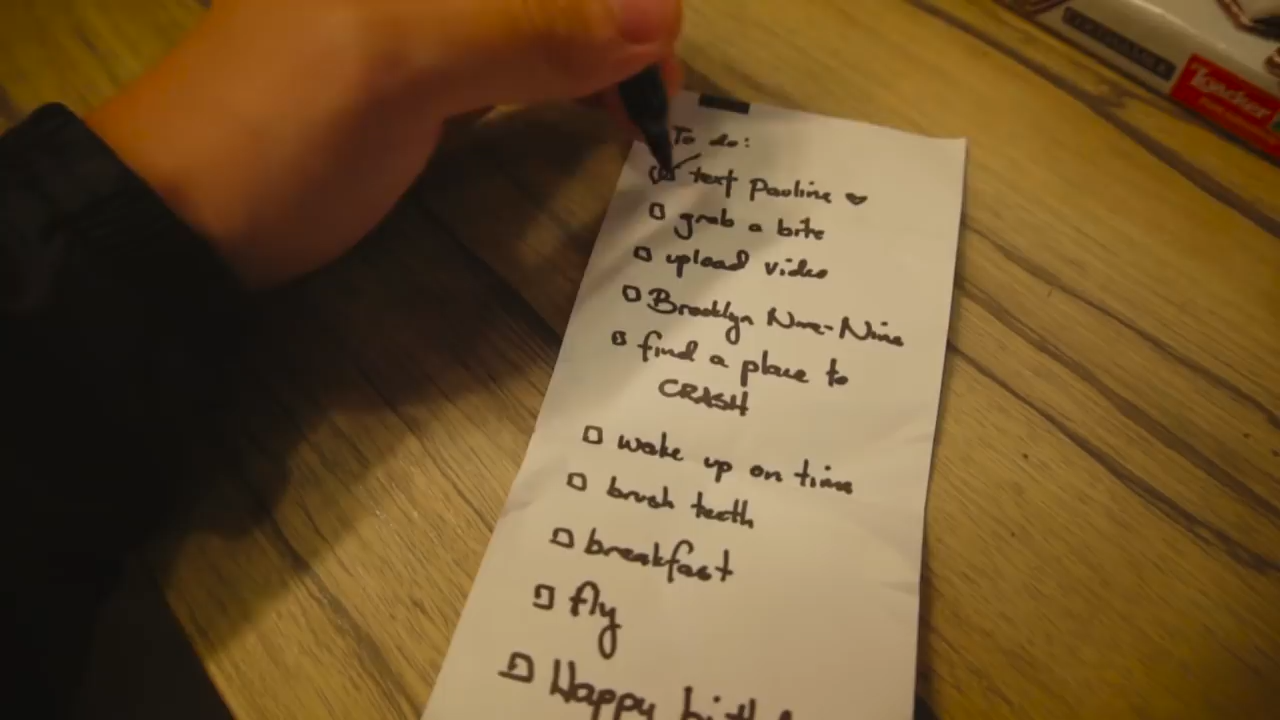 To do:
text Pauline
grab a bite
upload video
Brooklyn Nine-Nine
find a place to
CRASH
wake up on time
brush teeth
breakfast
fly
Happy
Loacker